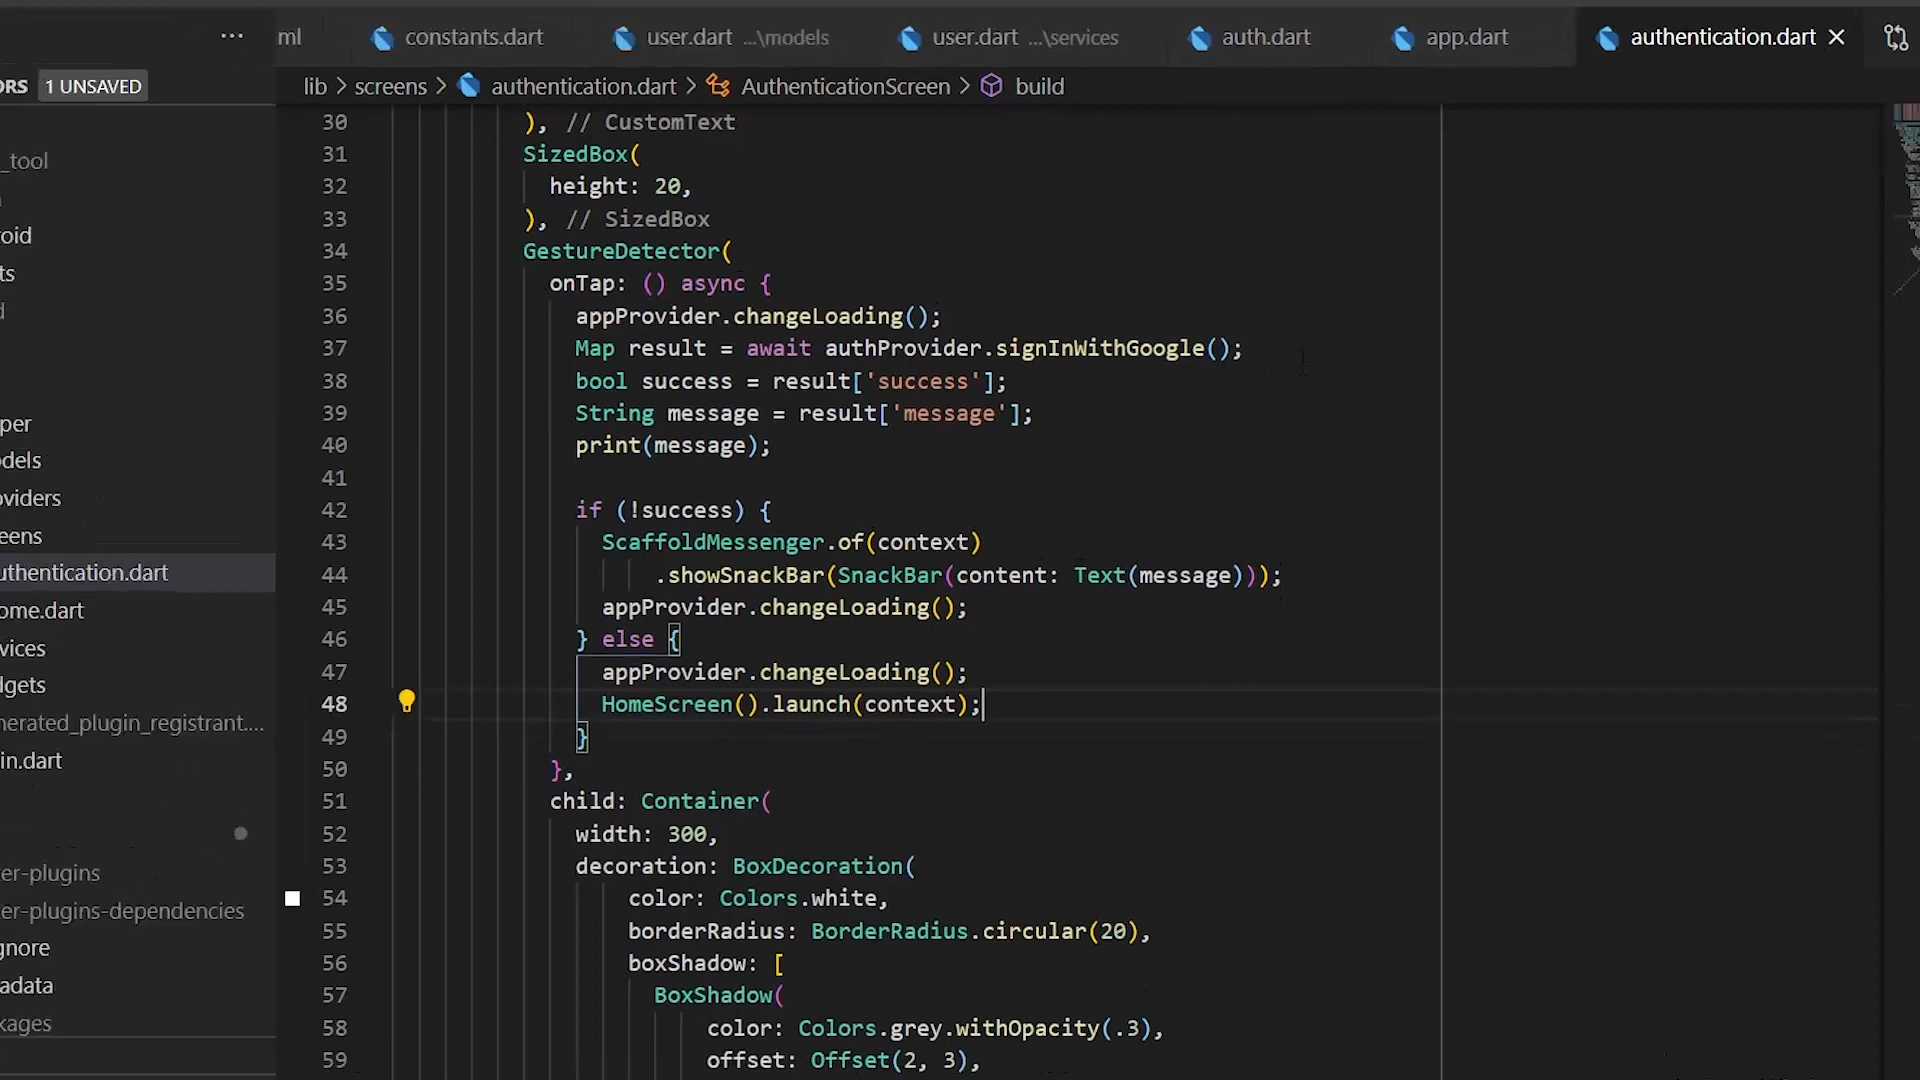 ml constants.dart user.dart ...\models user.dart ...\services auth.dart app.dart authentication.dart
ORS 1 UNSAVED
lib > screens > authentication.dart > AuthenticationScreen > build
_tool
oid
ts
d
per
dels
oviders
eens
uthentication.dart
ome.dart
vices
dgets
nerated_plugin_registrant....
in.dart
er-plugins
er-plugins-dependencies
gnore
adata
kages
30 ), // CustomText
31 SizedBox(
32 height: 20,
33 ), // SizedBox
34 GestureDetector(
35 onTap: () async {
36 appProvider.changeLoading();
37 Map result = await authProvider.signInWithGoogle();
38 bool success = result['success'];
39 String message = result['message'];
40 print(message);
41
42 if (!success) {
43 ScaffoldMessenger.of(context)
44 .showSnackBar(SnackBar(content: Text(message)));
45 appProvider.changeLoading();
46 } else {
47 appProvider.changeLoading();
48 HomeScreen().launch(context);
49 }
50 },
51 child: Container(
52 width: 300,
53 decoration: BoxDecoration(
54 color: Colors.white,
55 borderRadius: BorderRadius.circular(20),
56 boxShadow: [
57 BoxShadow(
58 color: Colors.grey.withOpacity(.3),
59 offset: Offset(2, 3),